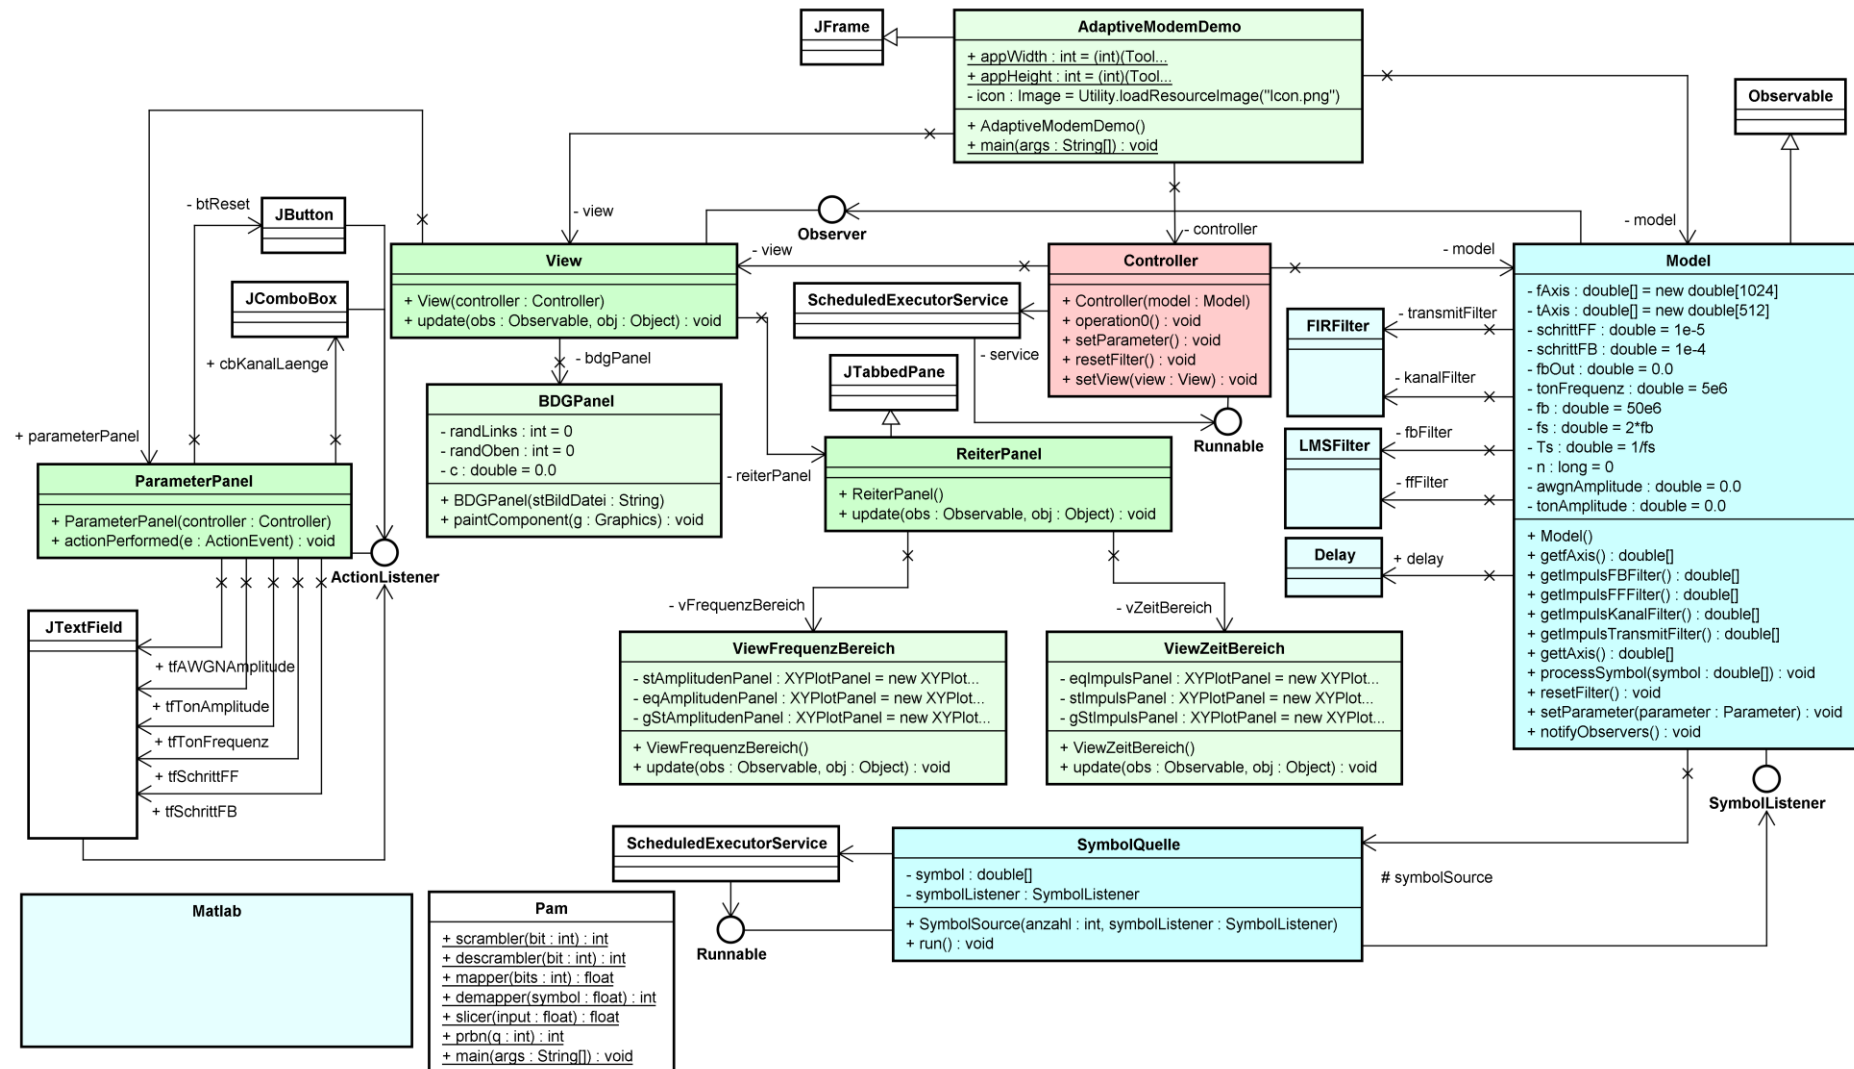 JFrame
AdaptiveModemDemo
+ appWidth : int = (int)(Tool...
+ appHeight : int = (int)(Tool...
- icon : Image = Utility.loadResourceImage("Icon.png")
+ AdaptiveModemDemo()
+ main(args : String[]) : void
Observable
- btReset
JButton
- view
Observer
- controller
- model
JComboBox
+ cbKanalLaenge
View
+ View(controller : Controller)
+ update(obs : Observable, obj : Object) : void
- view
ScheduledExecutorService
- service
Controller
+ Controller(model : Model)
+ operation0() : void
+ setParameter() : void
+ resetFilter() : void
+ setView(view : View) : void
- model
Runnable
Model
- fAxis : double[] = new double[1024]
- tAxis : double[] = new double[512]
- schrittFF : double = 1e-5
- schrittFB : double = 1e-4
- fbOut : double = 0.0
- tonFrequenz : double = 5e6
- fb : double = 50e6
- fs : double = 2*fb
- Ts : double = 1/fs
- n : long = 0
- awgnAmplitude : double = 0.0
- tonAmplitude : double = 0.0
+ Model()
+ getfAxis() : double[]
+ getImpulsFBFilter() : double[]
+ getImpulsFFFilter() : double[]
+ getImpulsKanalFilter() : double[]
+ getImpulsTransmitFilter() : double[]
+ gettAxis() : double[]
+ processSymbol(symbol : double[]) : void
+ resetFilter() : void
+ setParameter(parameter : Parameter) : void
+ notifyObservers() : void
FIRFilter
- transmitFilter
- kanalFilter
LMSFilter
- fbFilter
- ffFilter
Delay
+ delay
- bdgPanel
BDGPanel
- randLinks : int = 0
- randOben : int = 0
- c : double = 0.0
+ BDGPanel(stBildDatei : String)
+ paintComponent(g : Graphics) : void
JTabbedPane
- reiterPanel
ReiterPanel
+ ReiterPanel()
+ update(obs : Observable, obj : Object) : void
+ parameterPanel
ParameterPanel
+ ParameterPanel(controller : Controller)
+ actionPerformed(e : ActionEvent) : void
ActionListener
JTextField
+ tfAWGNAmplitude
+ tfTonAmplitude
+ tfTonFrequenz
+ tfSchrittFF
+ tfSchrittFB
- vFrequenzBereich
- vZeitBereich
ViewFrequenzBereich
- stAmplitudenPanel : XYPlotPanel = new XYPlot...
- eqAmplitudenPanel : XYPlotPanel = new XYPlot...
- gStAmplitudenPanel : XYPlotPanel = new XYPlot...
+ ViewFrequenzBereich()
+ update(obs : Observable, obj : Object) : void
ViewZeitBereich
- eqImpulsPanel : XYPlotPanel = new XYPlot...
- stImpulsPanel : XYPlotPanel = new XYPlot...
- gStImpulsPanel : XYPlotPanel = new XYPlot...
+ ViewZeitBereich()
+ update(obs : Observable, obj : Object) : void
SymbolListener
ScheduledExecutorService
Runnable
SymbolQuelle
- symbol : double[]
- symbolListener : SymbolListener
+ SymbolSource(anzahl : int, symbolListener : SymbolListener)
+ run() : void
# symbolSource
Matlab
Pam
+ scrambler(bit : int) : int
+ descrambler(bit : int) : int
+ mapper(bits : int) : float
+ demapper(symbol : float) : int
+ slicer(input : float) : float
+ prbn(q : int) : int
+ main(args : String[]) : void